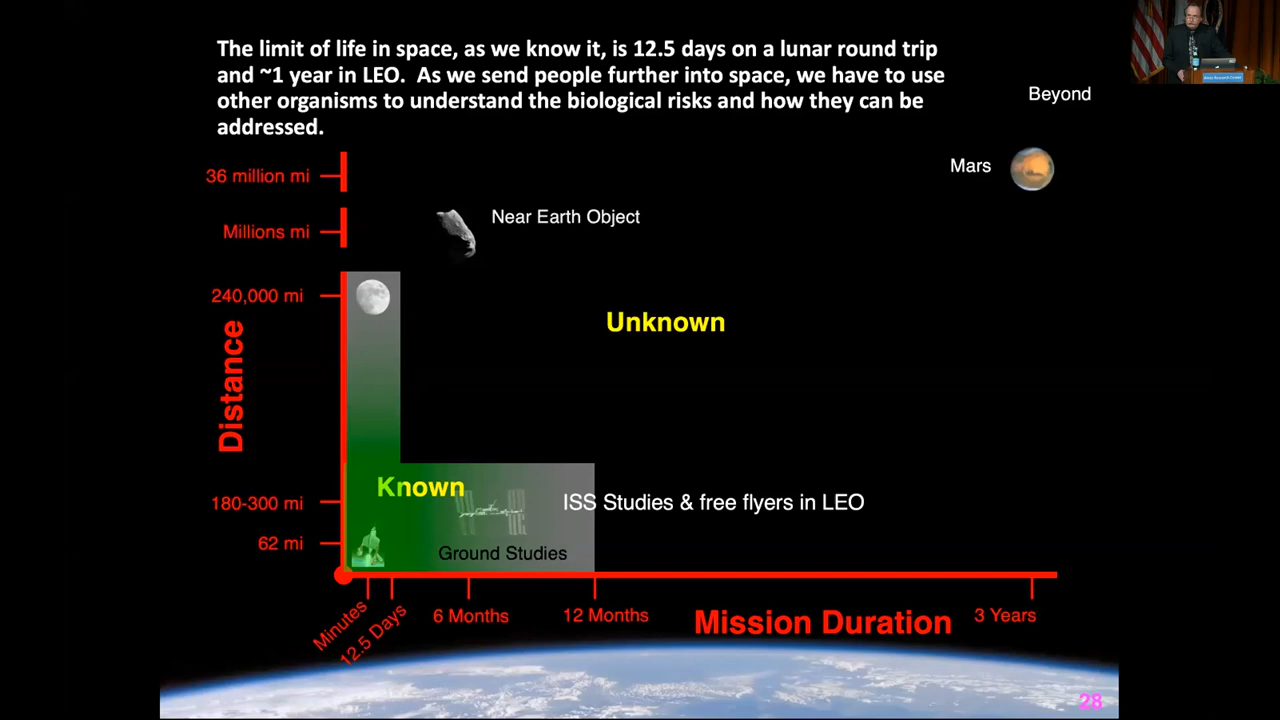 The limit of life in space, as we know it, is 12.5 days on a lunar round trip
and ~1 year in LEO.  As we send people further into space, we have to use
other organisms to understand the biological risks and how they can be
addressed.
Beyond
Mars
36 million mi
Near Earth Object
Millions mi
240,000 mi
Unknown
Distance
Known
180-300 mi
ISS Studies & free flyers in LEO
62 mi
Ground Studies
Minutes
12.5 Days
6 Months
12 Months
Mission Duration
3 Years
28